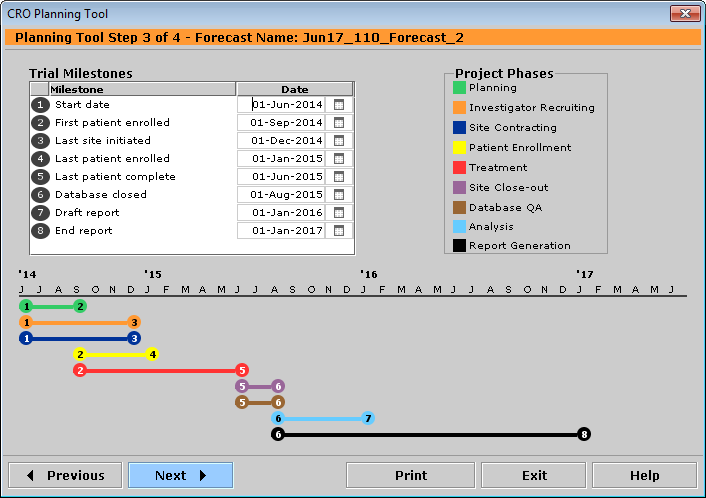 CRO Planning Tool
Planning Tool Step 3 of 4 - Forecast Name: Jun17_110_Forecast_2
Trial Milestones
Milestone Date
1 Start date 01-Jun-2014
2 First patient enrolled 01-Sep-2014
3 Last site initiated 01-Dec-2014
4 Last patient enrolled 01-Jan-2015
5 Last patient complete 01-Jun-2015
6 Database closed 01-Aug-2015
7 Draft report 01-Jan-2016
8 End report 01-Jan-2017
Project Phases
Planning
Investigator Recruiting
Site Contracting
Patient Enrollment
Treatment
Site Close-out
Database QA
Analysis
Report Generation
'14 '15 '16 '17
J J A S O N D J F M A M J J A S O N D J F M A M J J A S O N D J F M A M J
1 2
1 3
1 3
2 4
2 5
5 6
5 6
6 7
6 8
Previous Next Print Exit Help